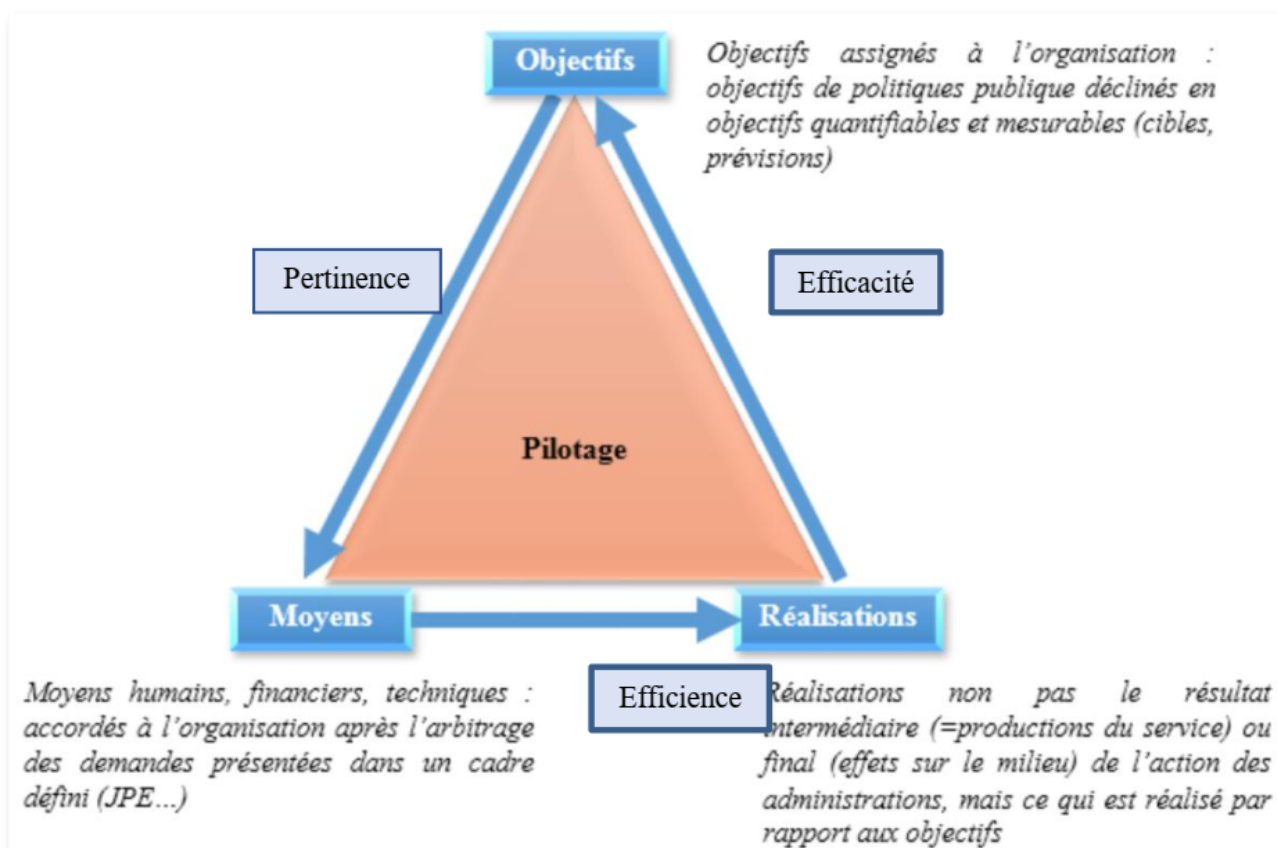 Objectifs
Objectifs assignés à l'organisation :
objectifs de politiques publique déclinés en
objectifs quantifiables et mesurables (cibles,
prévisions)
Pertinence
Efficacité
Pilotage
Moyens
Réalisations
Efficience
Moyens humains, financiers, techniques :
accordés à l'organisation après l'arbitrage
des demandes présentées dans un cadre
défini (JPE...)
Réalisations non pas le résultat
intermédiaire (=productions du service) ou
final (effets sur le milieu) de l'action des
administrations, mais ce qui est réalisé par
rapport aux objectifs